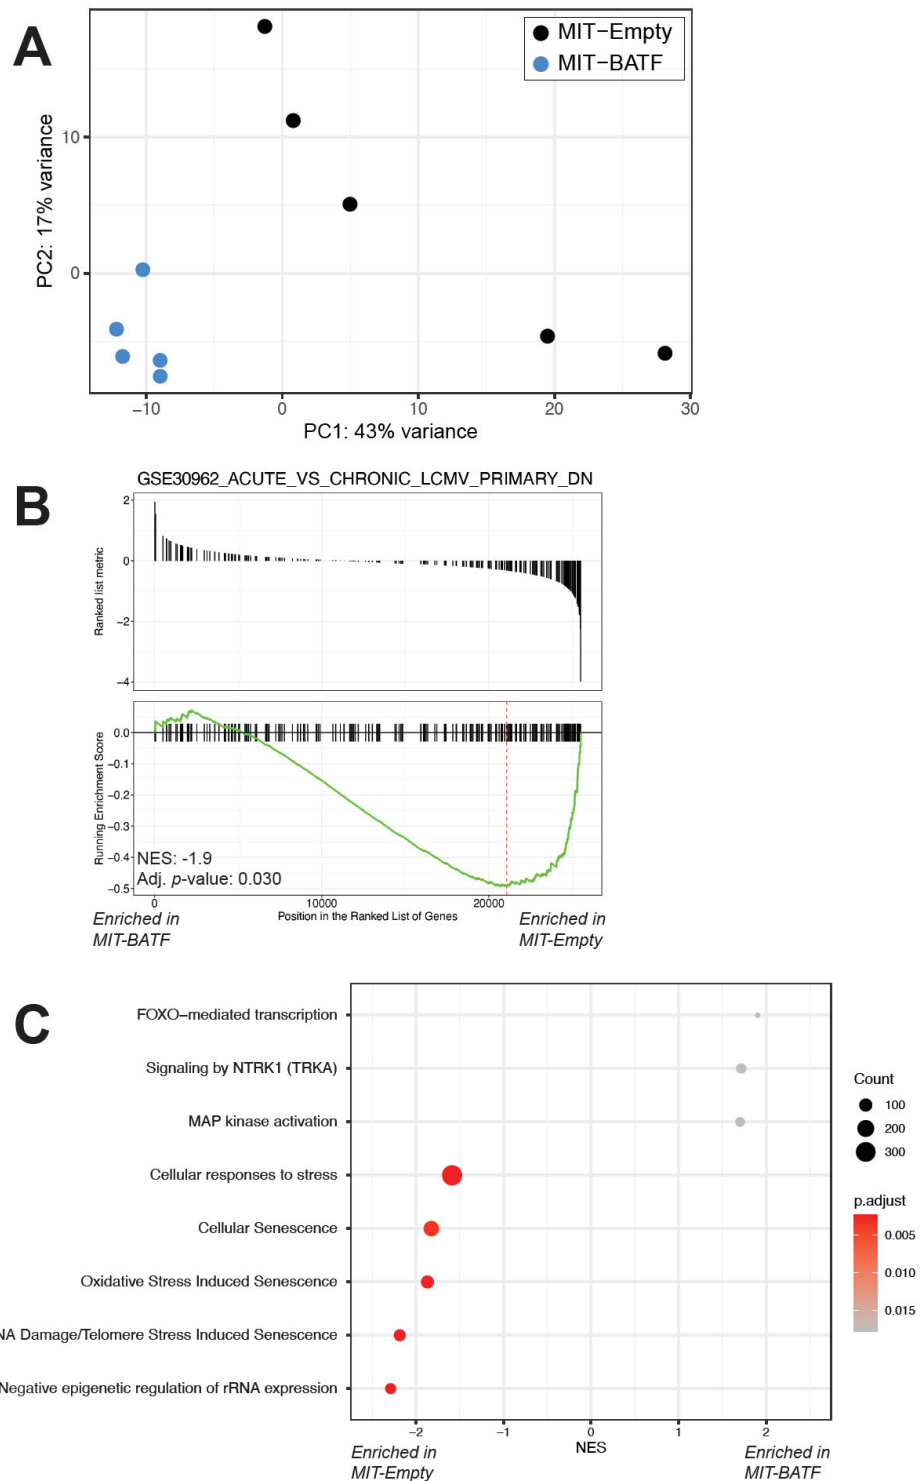 A
MIT−Empty
MIT−BATF
PC2: 17% variance
10
0
−10
0
10
20
30
PC1: 43% variance
B
GSE30962_ACUTE_VS_CHRONIC_LCMV_PRIMARY_DN
Ranked list metric
2
0
−2
−4
Running Enrichment Score
0.0
−0.1
−0.2
−0.3
−0.4
−0.5
NES: -1.9
Adj. p-value: 0.030
0
10000
20000
Position in the Ranked List of Genes
Enriched in
MIT-BATF
Enriched in
MIT-Empty
C
FOXO−mediated transcription
Signaling by NTRK1 (TRKA)
MAP kinase activation
Cellular responses to stress
Cellular Senescence
Oxidative Stress Induced Senescence
NA Damage/Telomere Stress Induced Senescence
Negative epigenetic regulation of rRNA expression
−2
−1
0
1
2
NES
Enriched in
MIT-Empty
Enriched in
MIT-BATF
Count
100
200
300
p.adjust
0.005
0.010
0.015